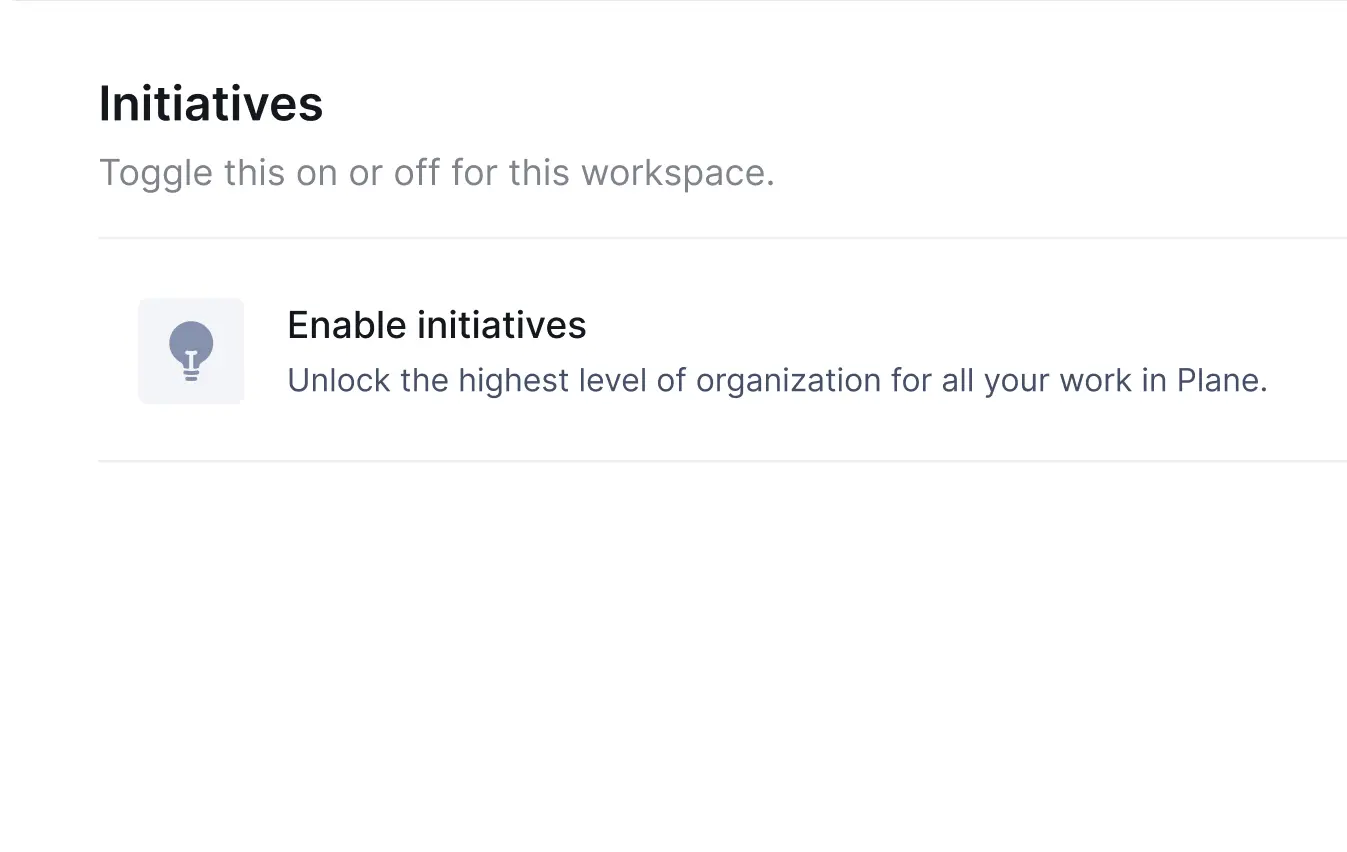 Initiatives
Toggle this on or off for this workspace.
Enable initiatives
Unlock the highest level of organization for all your work in Plane.